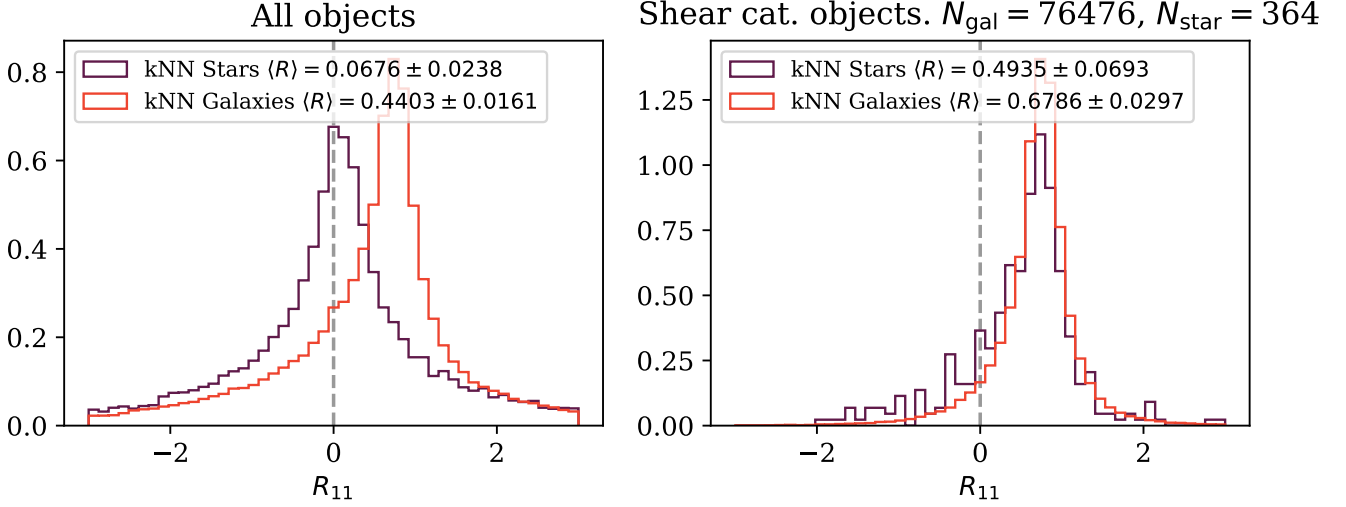 All objects
kNN Stars ⟨R⟩ = 0.0676 ± 0.0238
kNN Galaxies ⟨R⟩ = 0.4403 ± 0.0161
0.8
0.6
0.4
0.2
0.0
−2 0 2
R₁₁
Shear cat. objects. N_gal = 76476, N_star = 364
kNN Stars ⟨R⟩ = 0.4935 ± 0.0693
kNN Galaxies ⟨R⟩ = 0.6786 ± 0.0297
1.25
1.00
0.75
0.50
0.25
0.00
−2 0 2
R₁₁